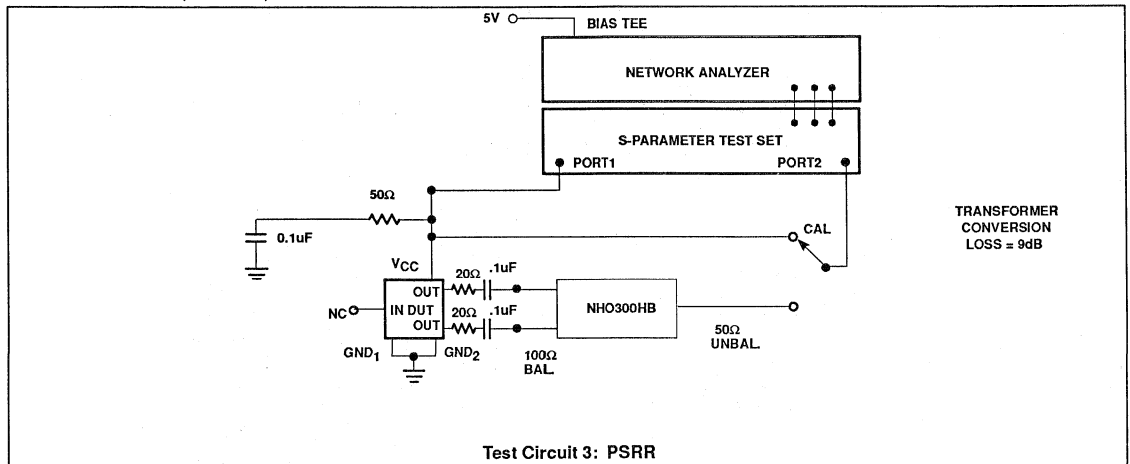 5V
BIAS TEE
NETWORK ANALYZER
S-PARAMETER TEST SET
PORT1
PORT2
50Ω
0.1uF
CAL
TRANSFORMER
CONVERSION
LOSS = 9dB
VCC
20Ω
.1uF
OUT
NC
IN DUT
20Ω
.1uF
OUT
NHO300HB
GND1
GND2
100Ω
BAL.
50Ω
UNBAL.
Test Circuit 3: PSRR